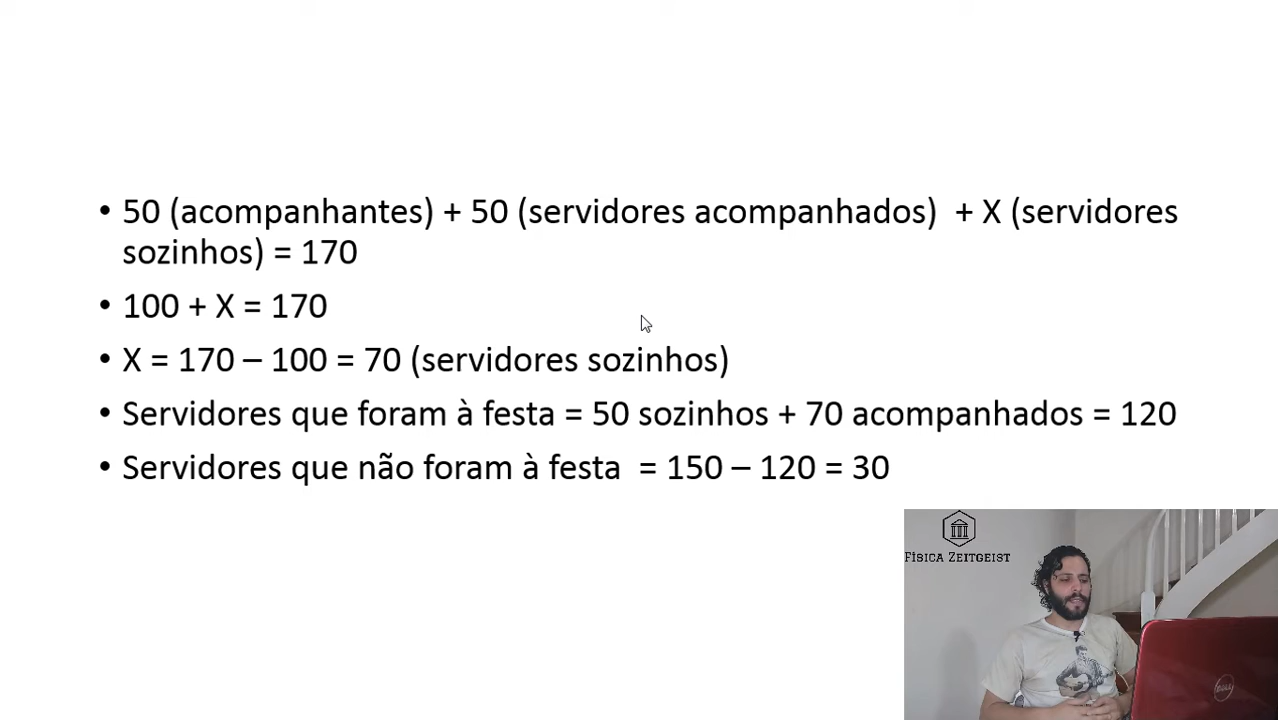 • 50 (acompanhantes) + 50 (servidores acompanhados)  + X (servidores
sozinhos) = 170
• 100 + X = 170
• X = 170 – 100 = 70 (servidores sozinhos)
• Servidores que foram à festa = 50 sozinhos + 70 acompanhados = 120
• Servidores que não foram à festa  = 150 – 120 = 30
FÍSICA ZEITGEIST